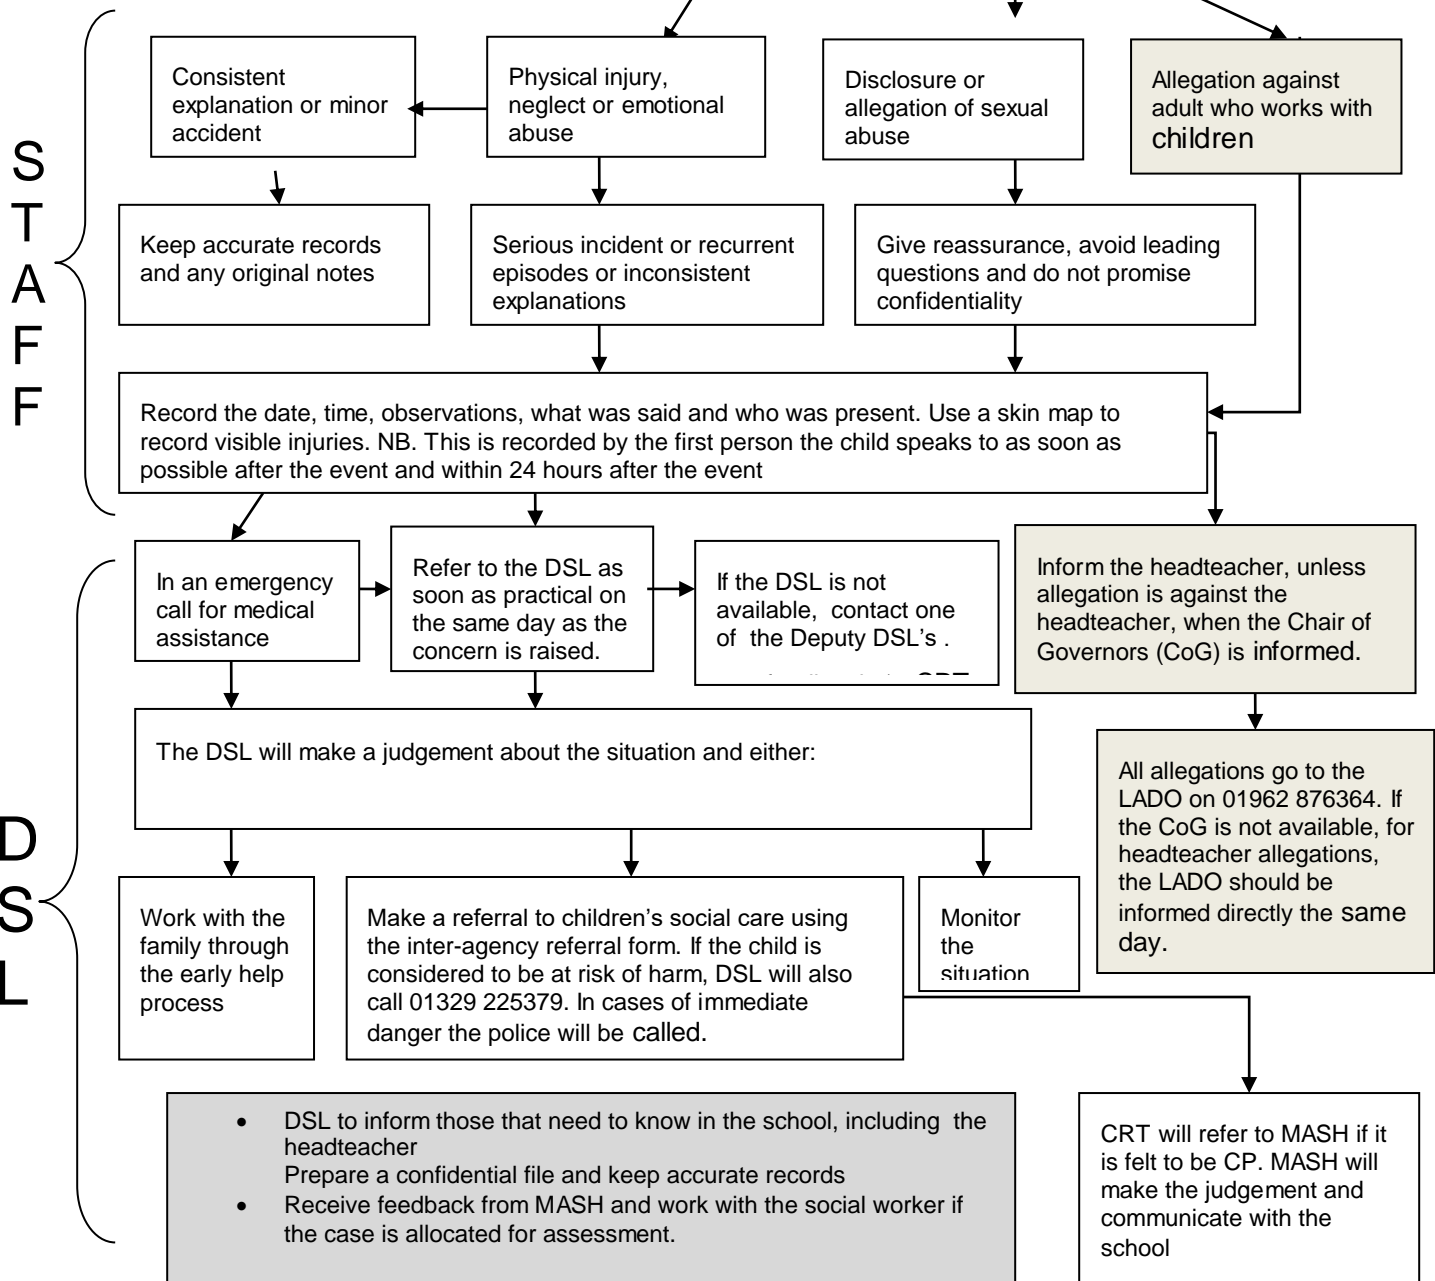 S
T
A
F
F
Consistent
explanation or minor
accident
Physical injury,
neglect or emotional
abuse
Disclosure or
allegation of sexual
abuse
Allegation against
adult who works with
children
Keep accurate records
and any original notes
Serious incident or recurrent
episodes or inconsistent
explanations
Give reassurance, avoid leading
questions and do not promise
confidentiality
Record the date, time, observations, what was said and who was present. Use a skin map to
record visible injuries. NB. This is recorded by the first person the child speaks to as soon as
possible after the event and within 24 hours after the event
D
S
L
In an emergency
call for medical
assistance
Refer to the DSL as
soon as practical on
the same day as the
concern is raised.
If the DSL is not
available, contact one
of the Deputy DSL's .
Inform the headteacher, unless
allegation is against the
headteacher, when the Chair of
Governors (CoG) is informed.
The DSL will make a judgement about the situation and either:
All allegations go to the
LADO on 01962 876364. If
the CoG is not available, for
headteacher allegations,
the LADO should be
informed directly the same
day.
Work with the
family through
the early help
process
Make a referral to children's social care using
the inter-agency referral form. If the child is
considered to be at risk of harm, DSL will also
call 01329 225379. In cases of immediate
danger the police will be called.
Monitor
the
situation
• DSL to inform those that need to know in the school, including the
headteacher
Prepare a confidential file and keep accurate records
• Receive feedback from MASH and work with the social worker if
the case is allocated for assessment.
CRT will refer to MASH if it
is felt to be CP. MASH will
make the judgement and
communicate with the
school